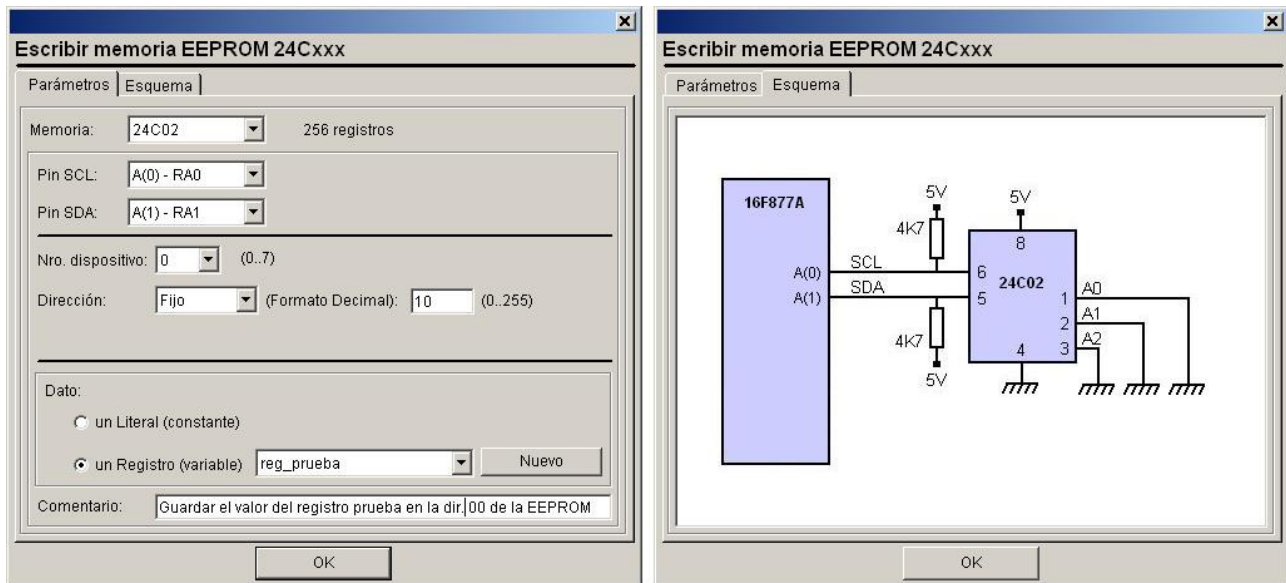 Escribir memoria EEPROM 24Cxxx
Parámetros Esquema
Memoria: 24C02 256 registros
Pin SCL: A(0) - RA0
Pin SDA: A(1) - RA1
Nro. dispositivo: 0 (0..7)
Dirección: Fijo (Formato Decimal): 10 (0..255)
Dato:
un Literal (constante)
un Registro (variable) reg_prueba Nuevo
Comentario: Guardar el valor del registro prueba en la dir. 00 de la EEPROM
OK
Escribir memoria EEPROM 24Cxxx
Parámetros Esquema
16F877A
5V 5V
4K7
8
A(0) SCL 6
24C02
A(1) SDA 5
1 A0
2 A1
3 A2
4K7
4
5V
OK